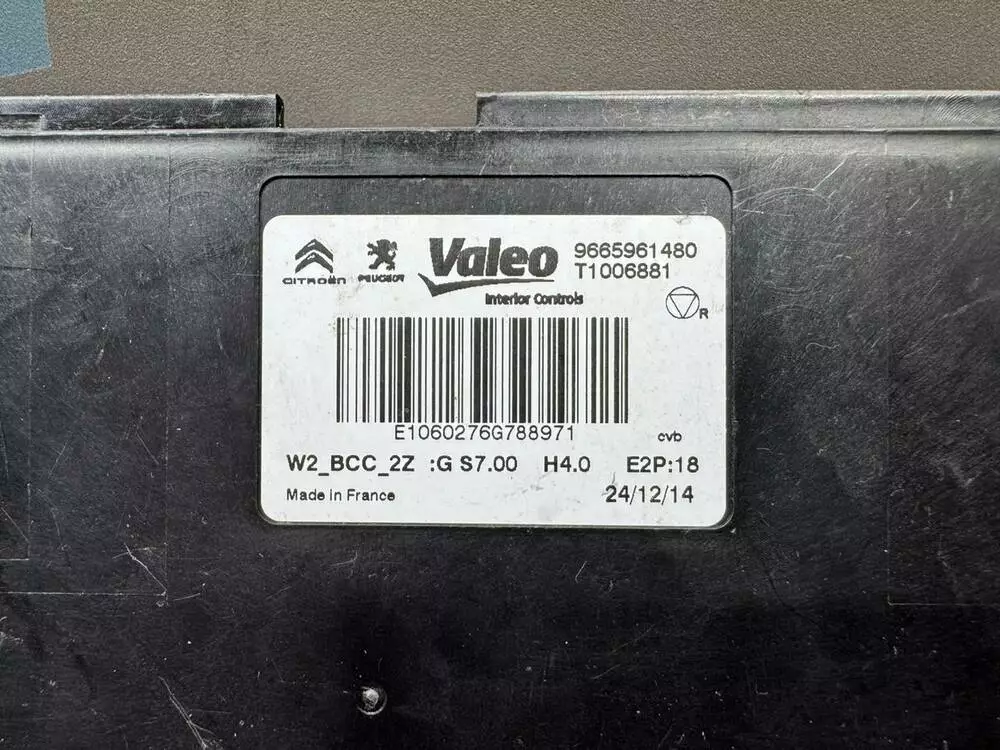 CITROËN PEUGEOT Valeo 9665961480
T1006881
Interior Controls
R
E1060276G788971
cvb
W2_BCC_2Z :G S7.00 H4.0 E2P:18
Made in France 24/12/14